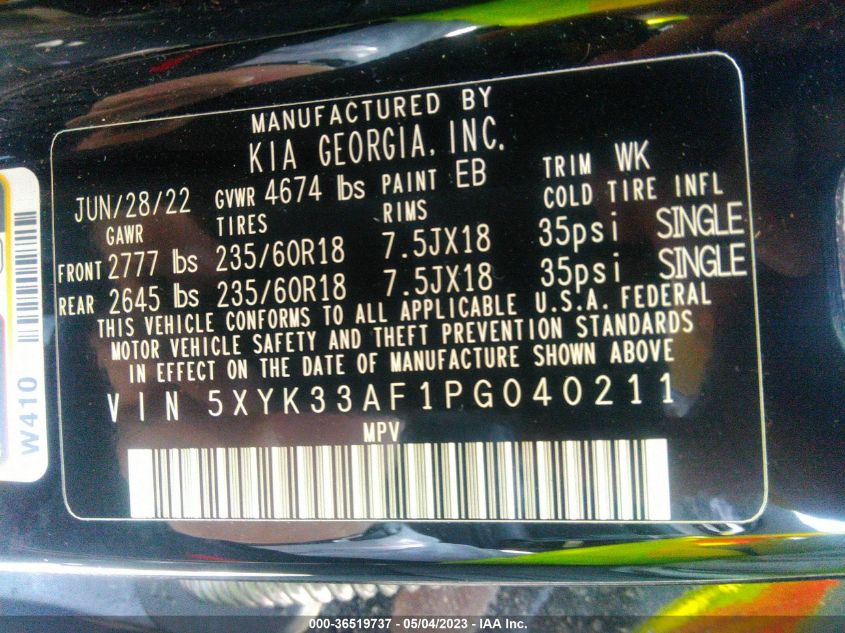 MANUFACTURED BY
KIA GEORGIA, INC.
JUN/28/22 GVWR 4674 lbs PAINT EB TRIM WK
GAWR TIRES RIMS COLD TIRE INFL
FRONT 2777 lbs 235/60R18 7.5JX18 35psi SINGLE
REAR 2645 lbs 235/60R18 7.5JX18 35psi SINGLE
THIS VEHICLE CONFORMS TO ALL APPLICABLE U.S.A. FEDERAL
MOTOR VEHICLE SAFETY AND THEFT PREVENTION STANDARDS
IN EFFECT ON THE DATE OF MANUFACTURE SHOWN ABOVE
VIN 5XYK33AF1PG040211
MPV
W410
000-36519737 - 05/04/2023 - IAA Inc.